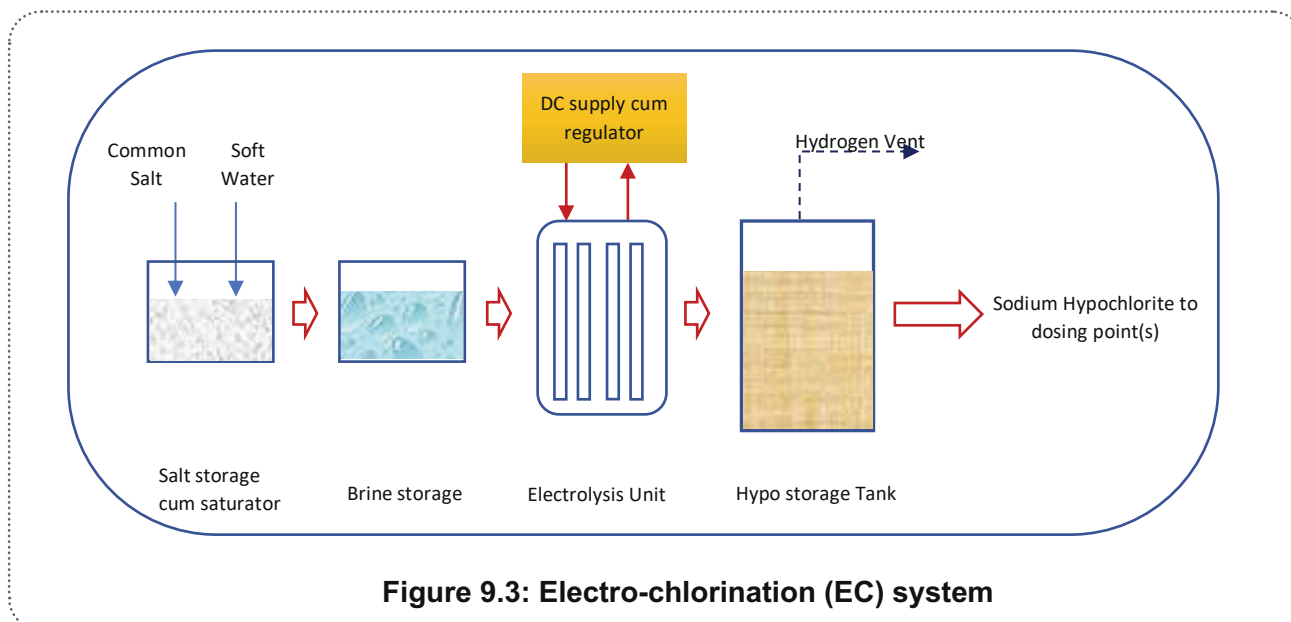 DC supply cum
regulator
Hydrogen Vent
Common
Salt
Soft
Water
Sodium Hypochlorite to
dosing point(s)
Salt storage
cum saturator
Brine storage
Electrolysis Unit
Hypo storage Tank
Figure 9.3: Electro-chlorination (EC) system